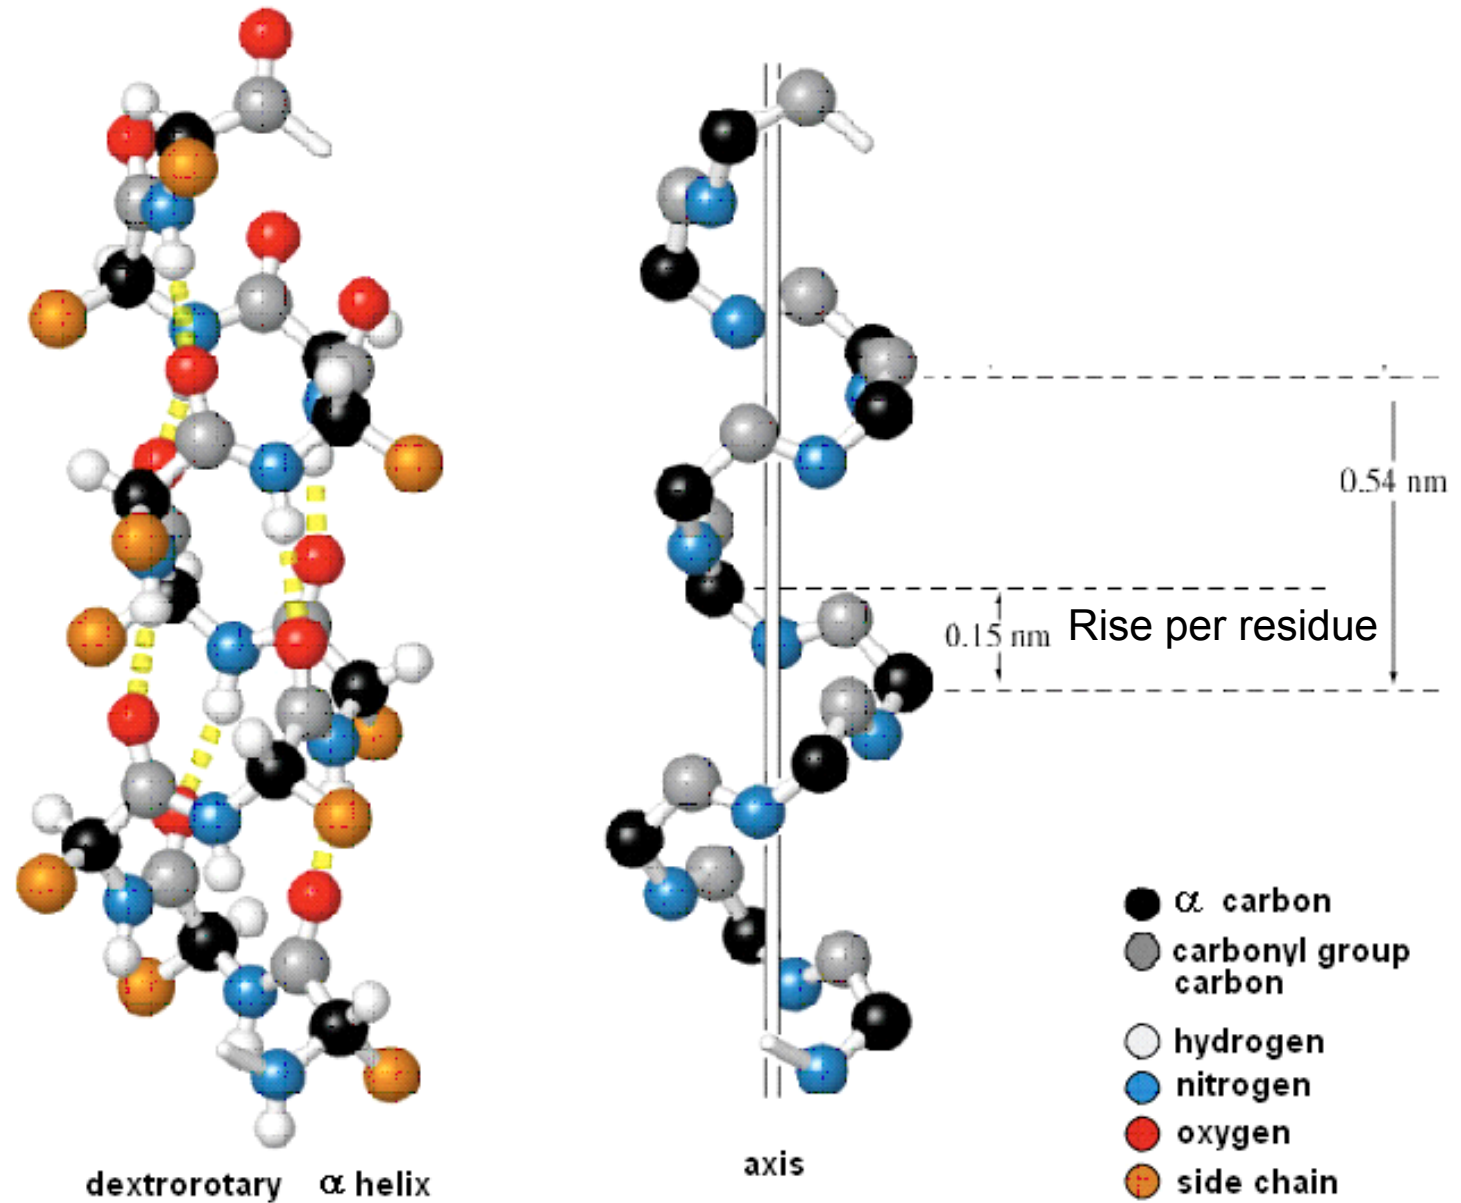 0.54 nm
0.15 nm Rise per residue
α carbon
carbonyl group
carbon
hydrogen
nitrogen
oxygen
side chain
axis
dextrorotary α helix